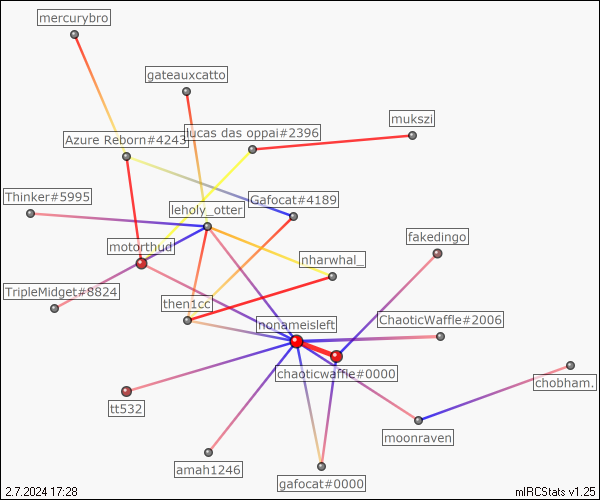 mercurybro
gateauxcatto
mukszi
lucas das oppai#2396
Azure Reborn#4243
Thinker#5995
Gafocat#4189
leholy_otter
fakedingo
motorthud
nharwhal_
TripleMidget#8824
then1cc
ChaoticWaffle#2006
nonameisleft
chaoticwaffle#0000
chobham.
tt532
moonraven
amah1246
gafocat#0000
2.7.2024 17:28
mIRCStats v1.25